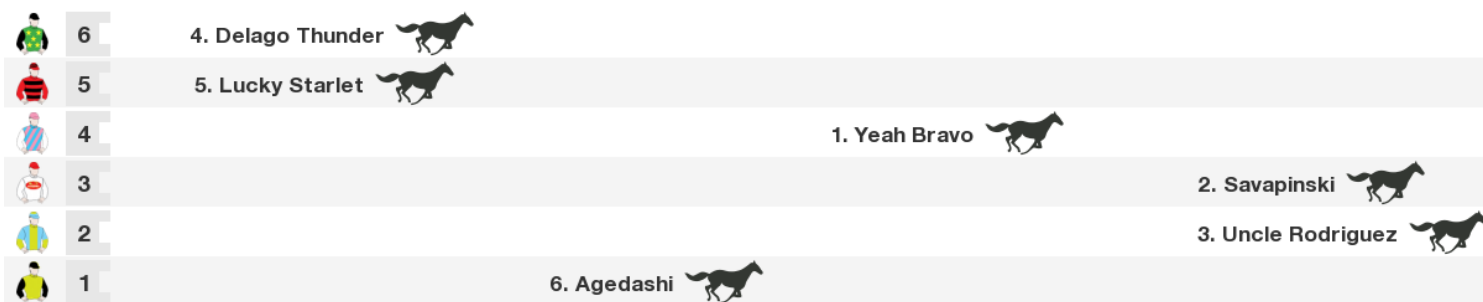 6 4. Delago Thunder
5 5. Lucky Starlet
4 1. Yeah Bravo
3 2. Savapinski
2 3. Uncle Rodriguez
1 6. Agedashi